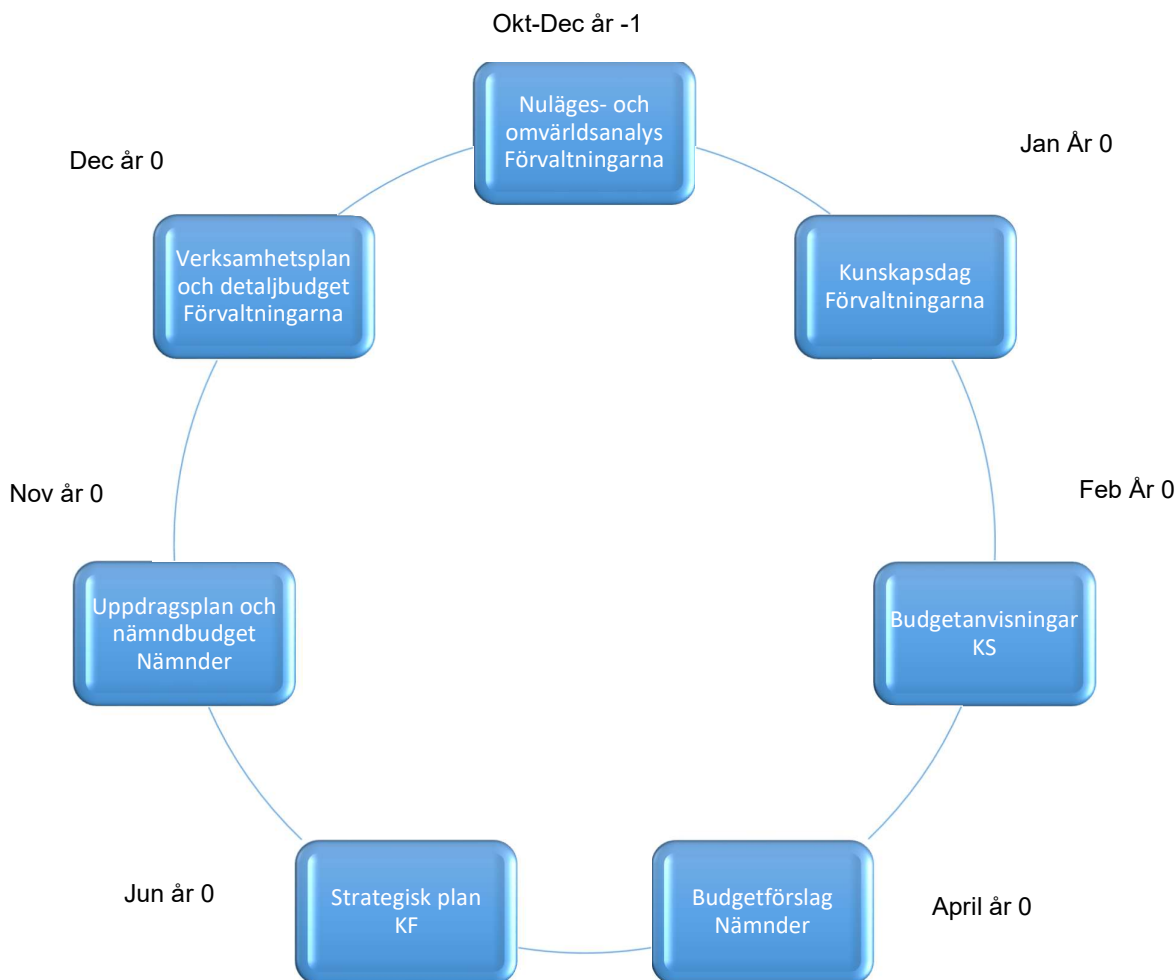 Okt-Dec år -1
Nuläges- och
omvärldsanalys
Förvaltningarna
Jan År 0
Kunskapsdag
Förvaltningarna
Feb År 0
Budgetanvisningar
KS
April år 0
Budgetförslag
Nämnder
Jun år 0
Strategisk plan
KF
Nov år 0
Uppdragsplan och
nämndbudget
Nämnder
Dec år 0
Verksamhetsplan
och detaljbudget
Förvaltningarna